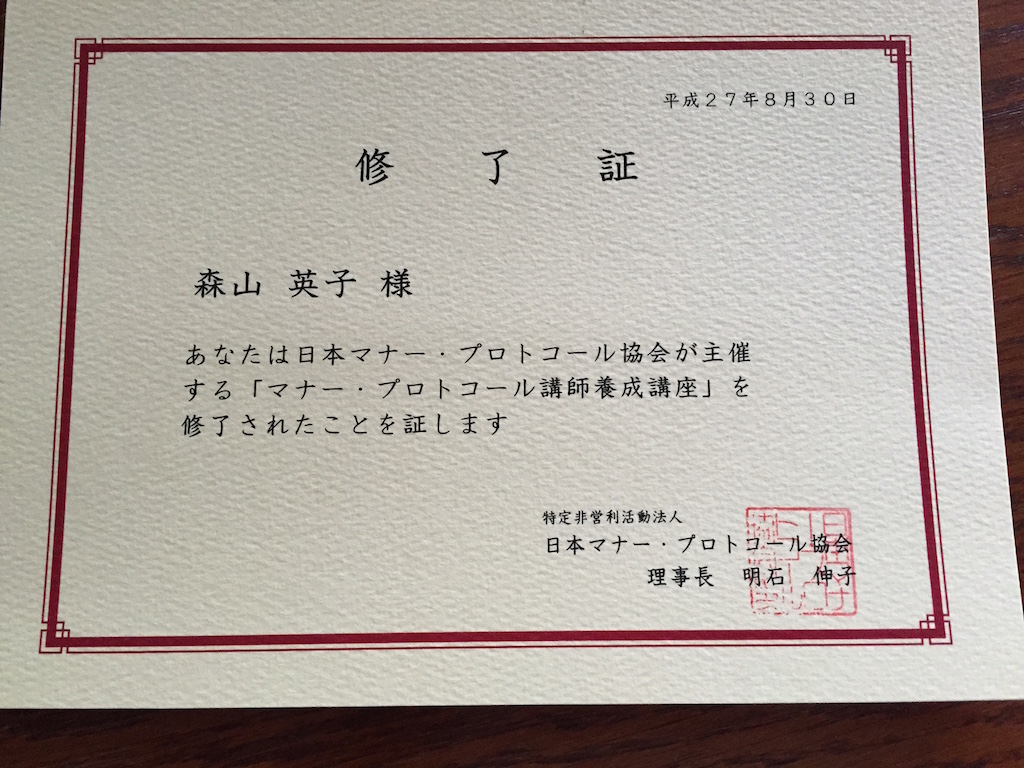 平成２７年８月３０日
修了証
森山 英子 様
あなたは日本マナー・プロトコール協会が主催
する「マナー・プロトコール講師養成講座」を
修了されたことを証します
特定非営利活動法人
日本マナー・プロトコール協会
理事長 明石 伸子